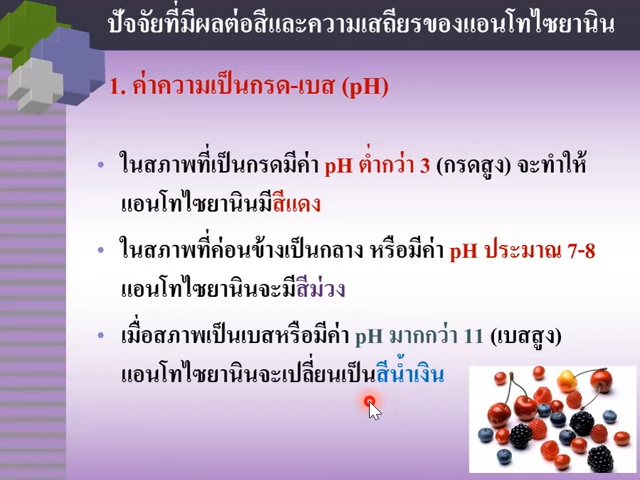 ปัจจัยที่มีผลต่อสีและความเสถียรของแอนโทไซยานิน
1. ค่าความเป็นกรด-เบส (pH)
• ในสภาพที่เป็นกรดมีค่า pH ต่ำกว่า 3 (กรดสูง) จะทำให้
แอนโทไซยานินมีสีแดง
• ในสภาพที่ค่อนข้างเป็นกลาง หรือมีค่า pH ประมาณ 7-8
แอนโทไซยานินจะมีสีม่วง
• เมื่อสภาพเป็นเบสหรือมีค่า pH มากกว่า 11 (เบสสูง)
แอนโทไซยานินจะเปลี่ยนเป็นสีน้ำเงิน